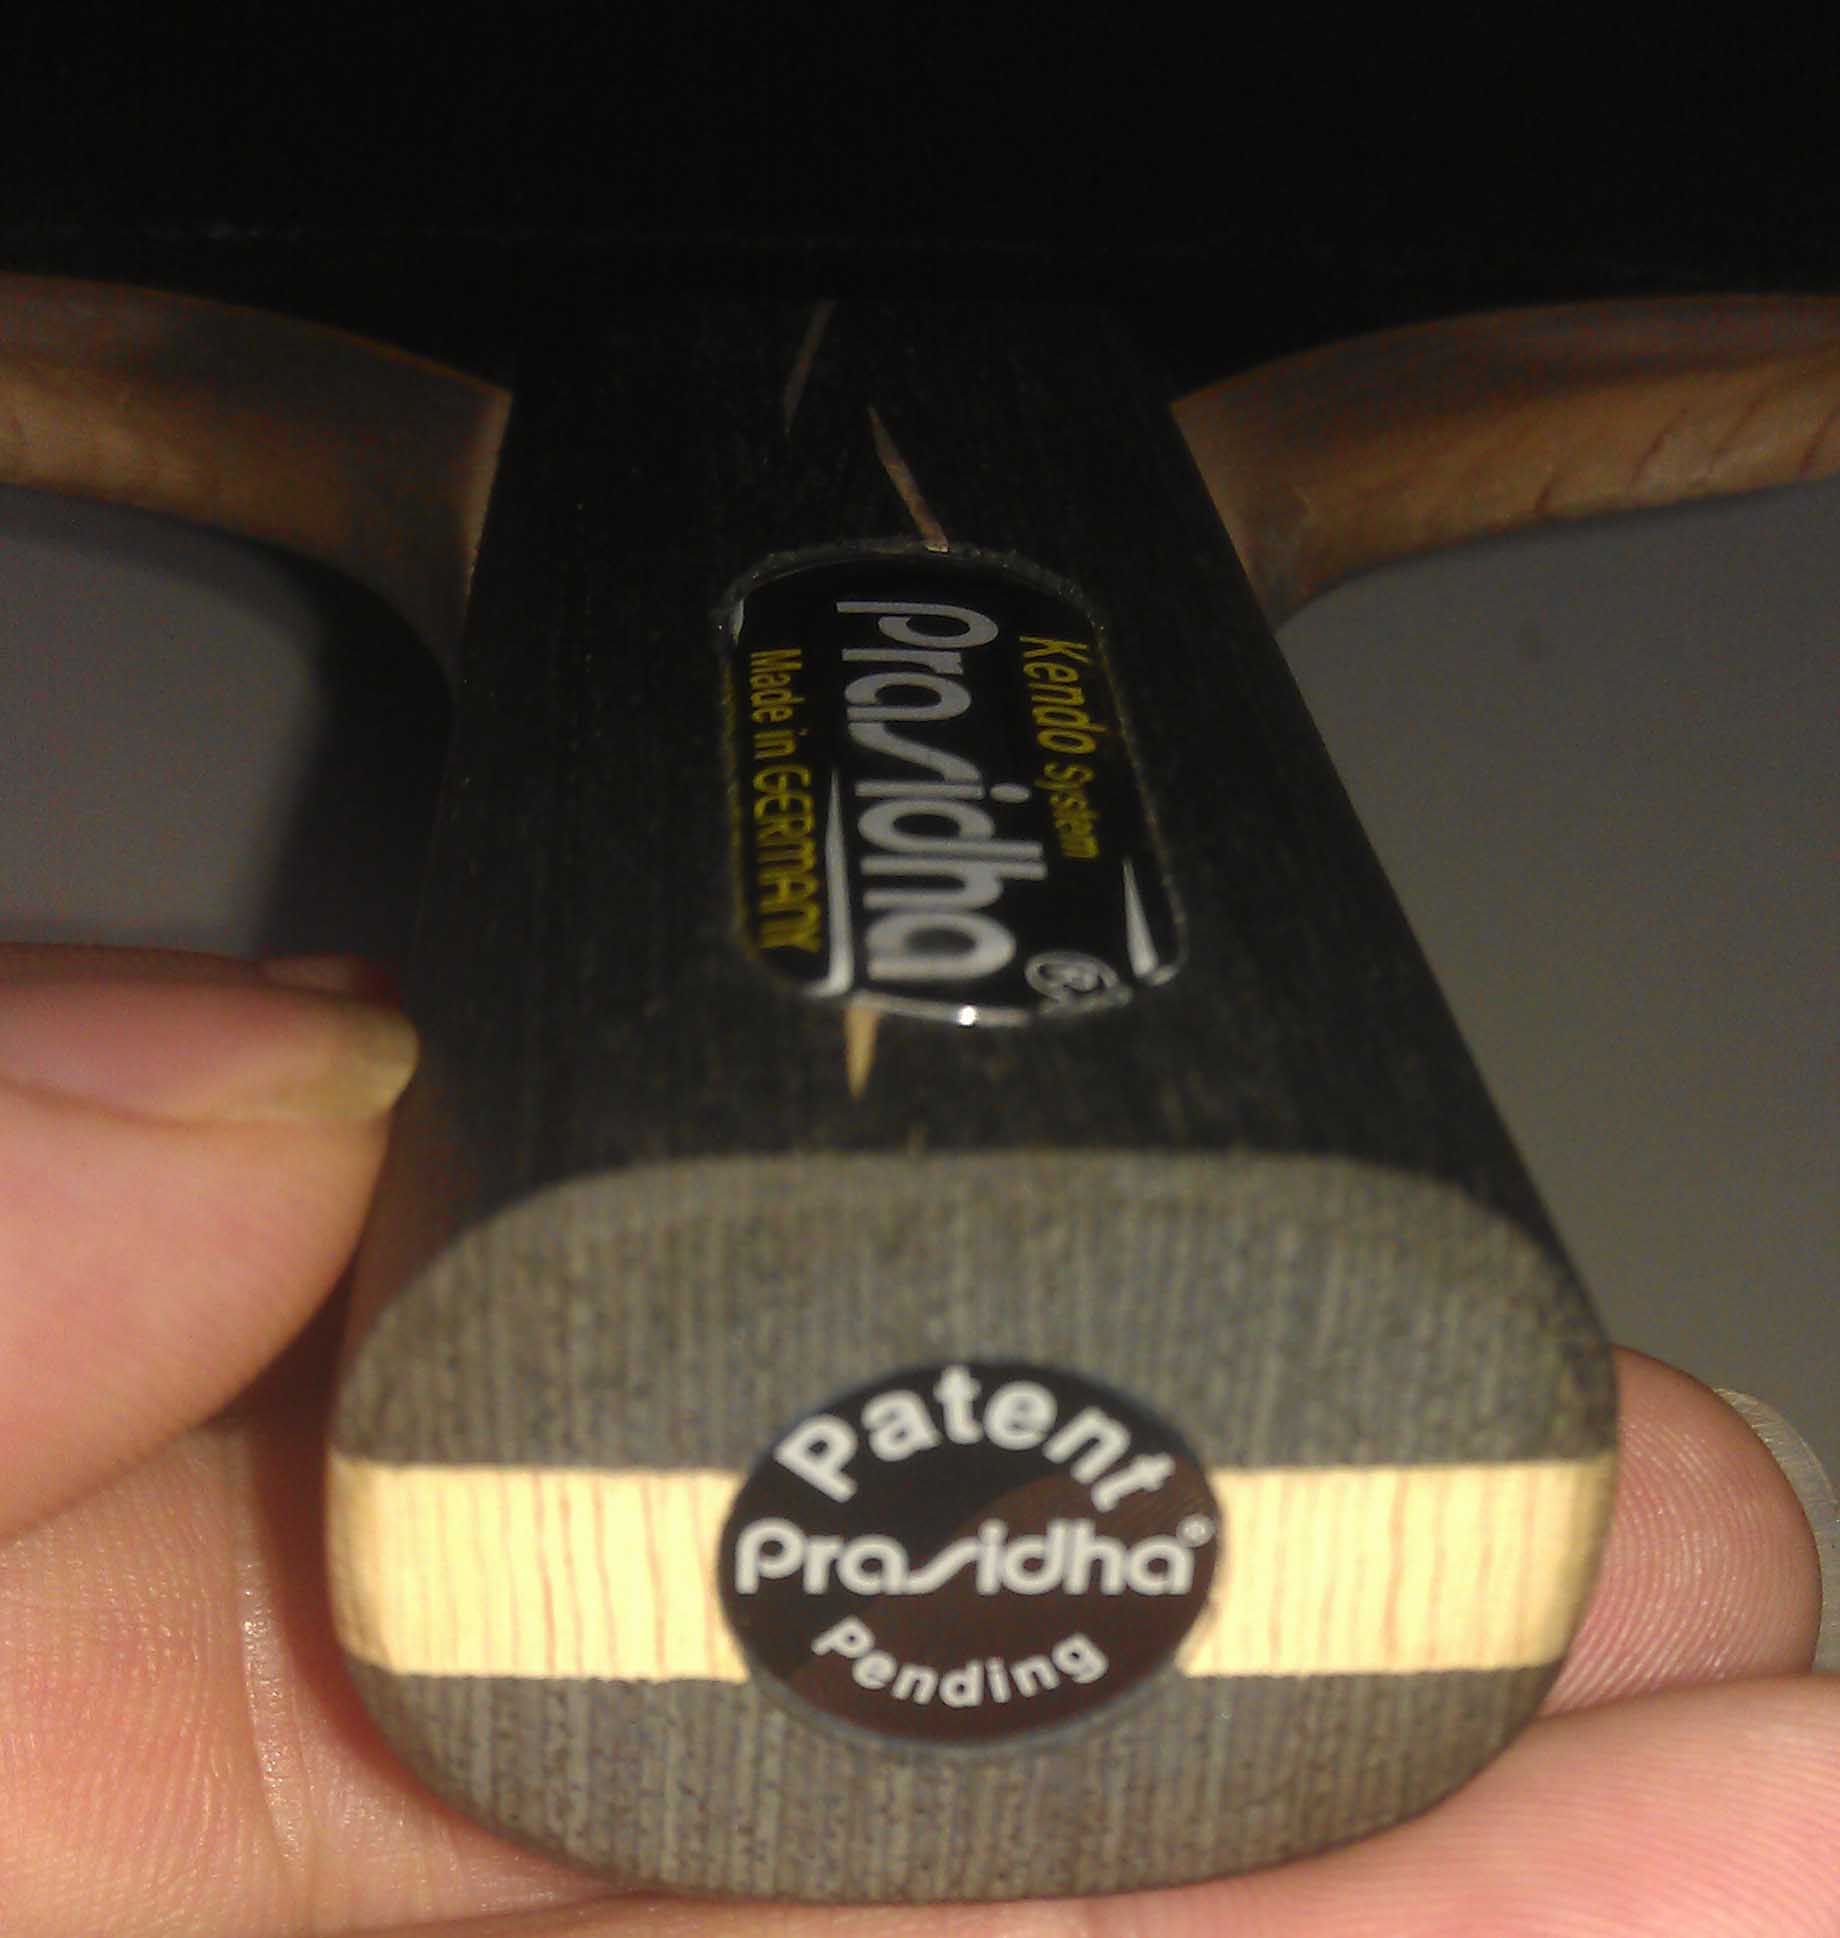 Kendo System
Prasidha®
Made in GERMANY
Patent
Prasidha®
Pending